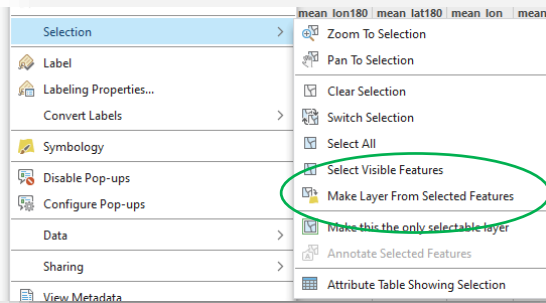 mean_lon180 mean_lat180 mean_lon mean
Selection
Label
Labeling Properties...
Convert Labels
Symbology
Disable Pop-ups
Configure Pop-ups
Data
Sharing
View Metadata
Zoom To Selection
Pan To Selection
Clear Selection
Switch Selection
Select All
Select Visible Features
Make Layer From Selected Features
Make this the only selectable layer
Annotate Selected Features
Attribute Table Showing Selection